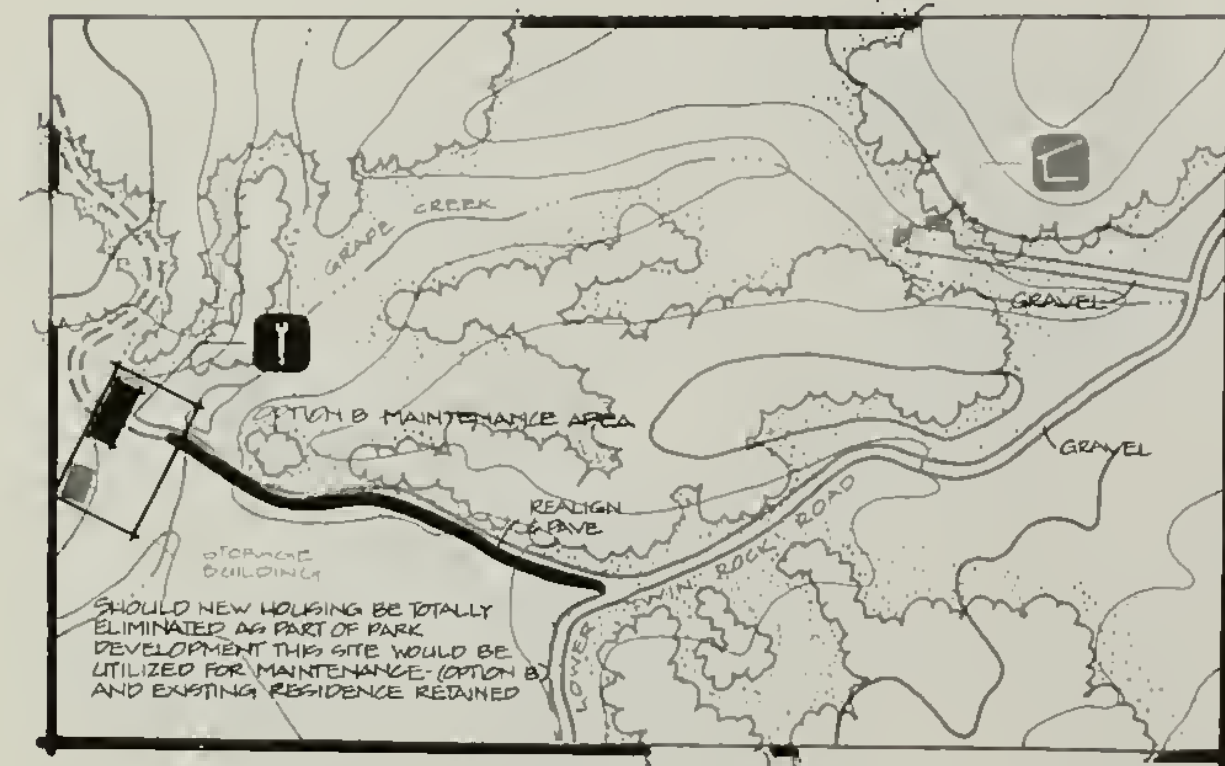 GRAPE CREEK
GRAVEL
OPTION B MAINTENANCE AREA
GRAVEL
REALIGN
& PAVE
LOWER TWIN ROCK ROAD
STORAGE
BUILDING
SHOULD NEW HOUSING BE TOTALLY
ELIMINATED AS PART OF PARK
DEVELOPMENT THIS SITE WOULD BE
UTILIZED FOR MAINTENANCE-(OPTION B)
AND EXISTING RESIDENCE RETAINED